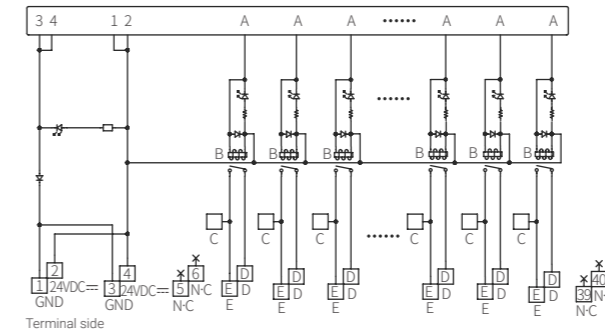 3 4 1 2 A A A ...... A A A
......
B B B B B B
C C C ...... C C C
2 4 6 D D D D D D 40
1 24VDC⎓ 3 24VDC⎓ 5 N·C E D E D E D E D E D E D 39 N·
GND GND N·C E E E E E E N·C
Terminal side